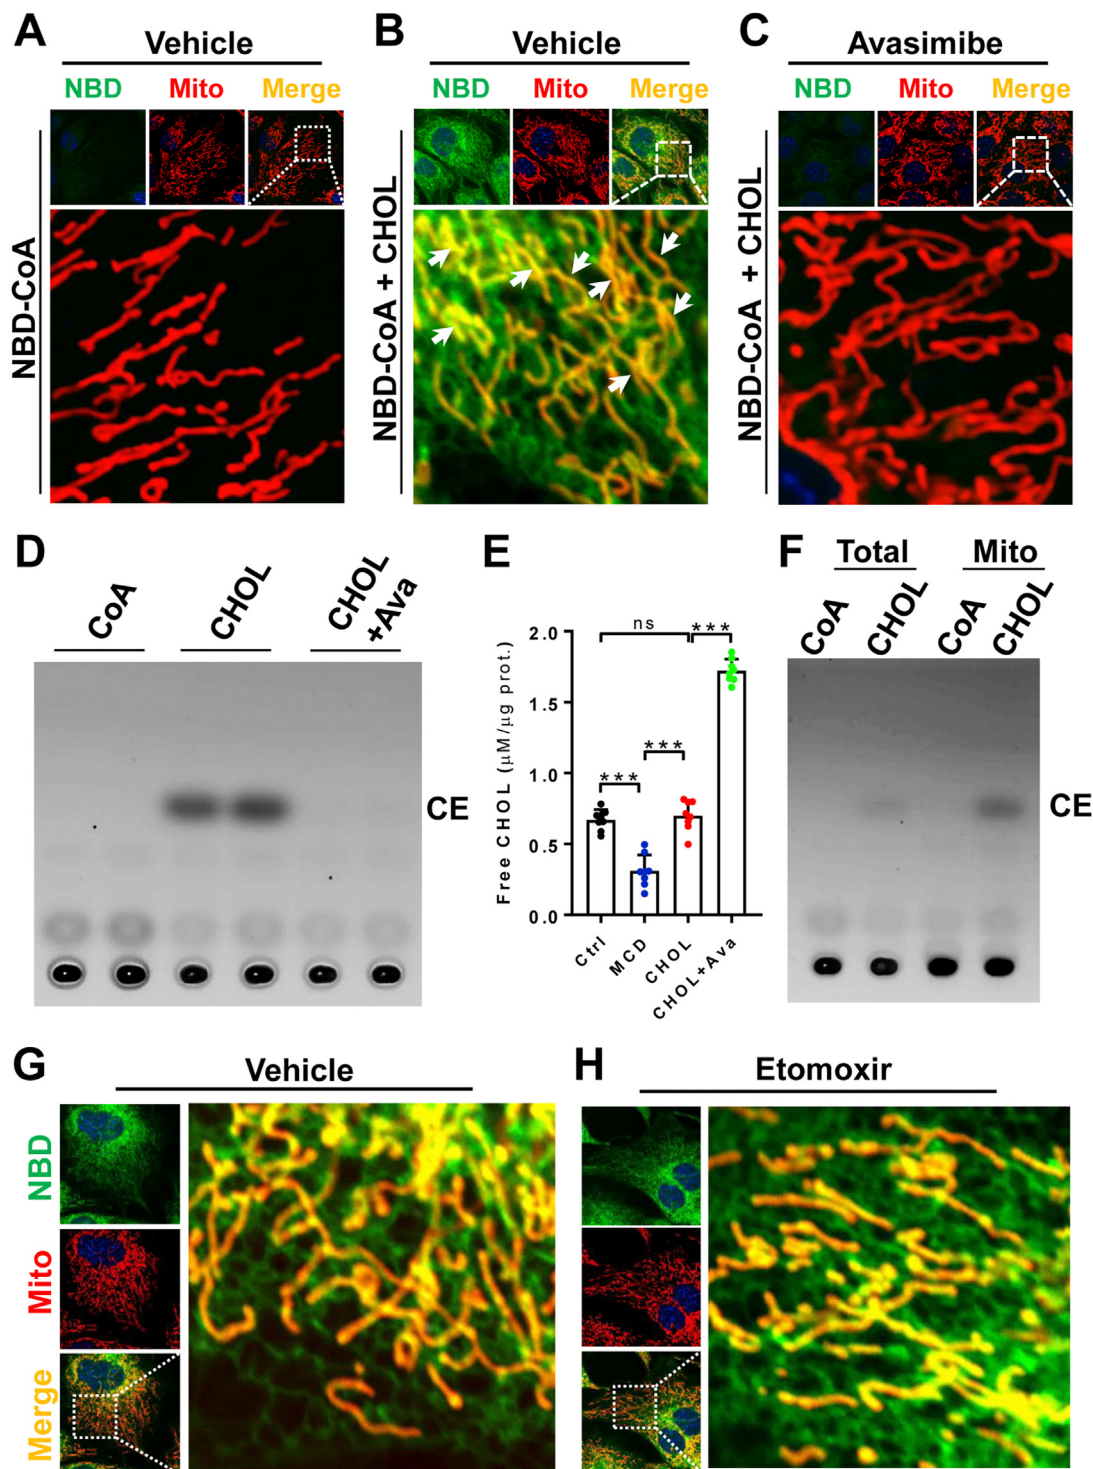 A
Vehicle
NBD Mito Merge
NBD-CoA
B
Vehicle
NBD Mito Merge
NBD-CoA + CHOL
C
Avasimibe
NBD Mito Merge
NBD-CoA + CHOL
D
CoA
CHOL
CHOL
+Ava
CE
E
Free CHOL (μM/μg prot.)
2.0
1.5
1.0
0.5
0.0
ns
***
***
***
Ctrl
MCD
CHOL
CHOL+Ava
F
Total Mito
CoA
CHOL
CoA
CHOL
CE
G
Vehicle
NBD
Mito
Merge
H
Etomoxir